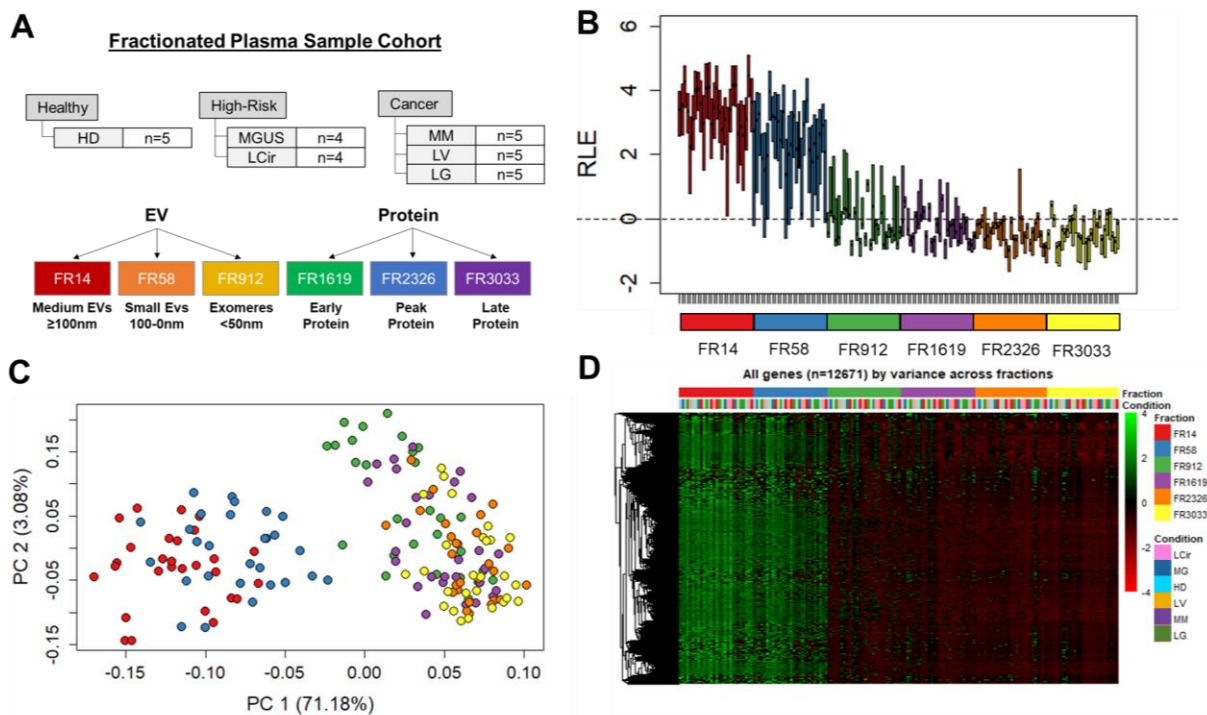 A
Fractionated Plasma Sample Cohort
Healthy
HD n=5
High-Risk
MGUS n=4
LCir n=4
Cancer
MM n=5
LV n=5
LG n=5
EV
Protein
FR14 FR58 FR912 FR1619 FR2326 FR3033
Medium EVs Small Evs Exomeres Early Peak Late
≥100nm 100-0nm <50nm Protein Protein Protein
B
RLE
6
4
2
0
-2
FR14 FR58 FR912 FR1619 FR2326 FR3033
C
PC 2 (3.08%)
0.15
0.05
-0.05
-0.15
-0.15 -0.10 -0.05 0.00 0.05 0.10
PC 1 (71.18%)
D
All genes (n=12671) by variance across fractions
Fraction
Condition
4
2
0
-2
-4
Fraction
FR14
FR58
FR912
FR1619
FR2326
FR3033
Condition
LCir
MG
HD
LV
MM
LG